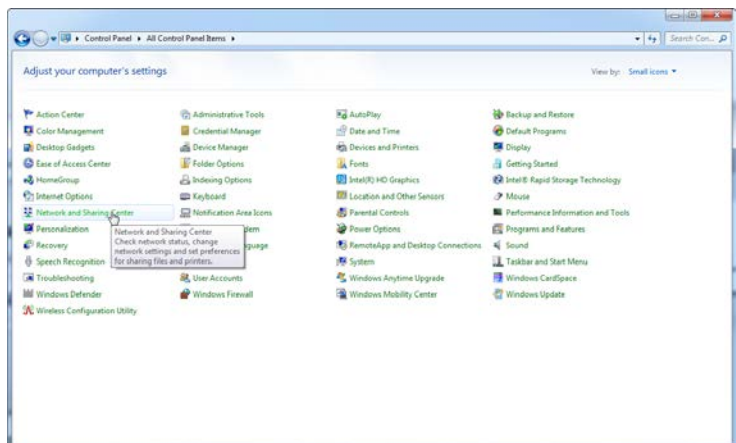 Control Panel ▸ All Control Panel Items ▸
Search Con...
Adjust your computer's settings
View by: Small icons
Action Center
Administrative Tools
AutoPlay
Backup and Restore
Color Management
Credential Manager
Date and Time
Default Programs
Desktop Gadgets
Device Manager
Devices and Printers
Display
Ease of Access Center
Folder Options
Fonts
Getting Started
HomeGroup
Indexing Options
Intel(R) HD Graphics
Intel® Rapid Storage Technology
Internet Options
Keyboard
Location and Other Sensors
Mouse
Network and Sharing Center
Notification Area Icons
Parental Controls
Performance Information and Tools
Personalization
Power Options
Programs and Features
Recovery
RemoteApp and Desktop Connections
Sound
Speech Recognition
System
Taskbar and Start Menu
Network and Sharing Center
Check network status, change
network settings and set preferences
for sharing files and printers.
Troubleshooting
User Accounts
Windows Anytime Upgrade
Windows CardSpace
Windows Defender
Windows Firewall
Windows Mobility Center
Windows Update
Wireless Configuration Utility